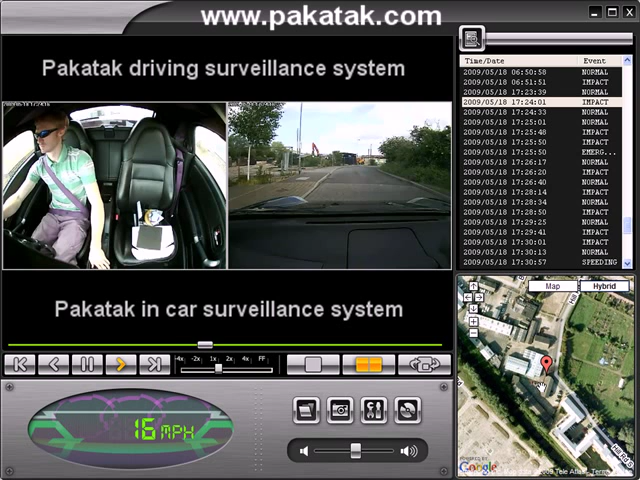 www.pakatak.com
Pakatak driving surveillance system
Pakatak in car surveillance system
-4x -2x 1x 2x 4x FF
16 MPH
Time/Date Event
2009/05/18 06:50:58 NORMAL
2009/05/18 06:51:51 IMPACT
2009/05/18 17:23:39 NORMAL
2009/05/18 17:24:01 IMPACT
2009/05/18 17:24:33 NORMAL
2009/05/18 17:25:01 NORMAL
2009/05/18 17:25:48 IMPACT
2009/05/18 17:25:50 IMPACT
2009/05/18 17:25:50 EMERG...
2009/05/18 17:26:17 NORMAL
2009/05/18 17:26:20 IMPACT
2009/05/18 17:26:40 NORMAL
2009/05/18 17:28:14 IMPACT
2009/05/18 17:28:34 NORMAL
2009/05/18 17:28:50 IMPACT
2009/05/18 17:29:25 NORMAL
2009/05/18 17:29:41 IMPACT
2009/05/18 17:30:01 IMPACT
2009/05/18 17:30:13 NORMAL
2009/05/18 17:30:57 SPEEDING
Map Hybrid
Hill Rd S
POWERED BY
Google
2009 Tele Atlas